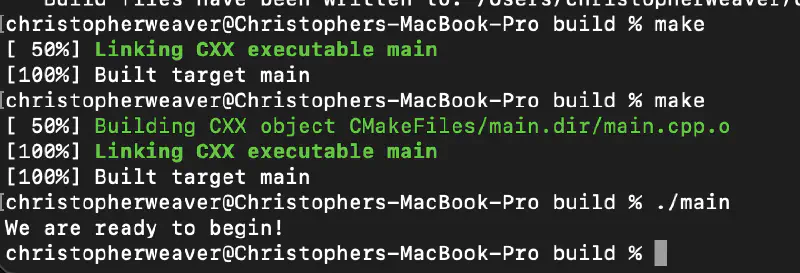 Build files have been written to: /Users/christopherweaver/
[christopherweaver@Christophers-MacBook-Pro build % make
[ 50%] Linking CXX executable main
[100%] Built target main
[christopherweaver@Christophers-MacBook-Pro build % make
[ 50%] Building CXX object CMakeFiles/main.dir/main.cpp.o
[100%] Linking CXX executable main
[100%] Built target main
[christopherweaver@Christophers-MacBook-Pro build % ./main
We are ready to begin!
christopherweaver@Christophers-MacBook-Pro build %